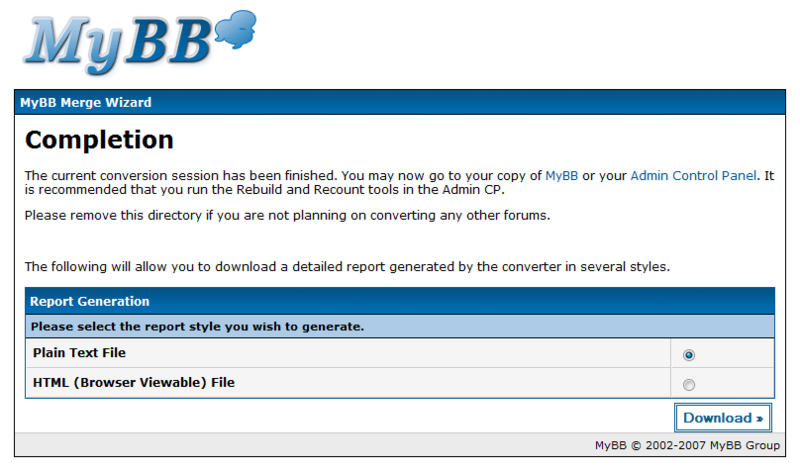 MyBB
MyBB Merge Wizard
Completion
The current conversion session has been finished. You may now go to your copy of MyBB or your Admin Control Panel. It
is recommended that you run the Rebuild and Recount tools in the Admin CP.
Please remove this directory if you are not planning on converting any other forums.
The following will allow you to download a detailed report generated by the converter in several styles.
Report Generation
Please select the report style you wish to generate.
Plain Text File
HTML (Browser Viewable) File
Download »
MyBB © 2002-2007 MyBB Group